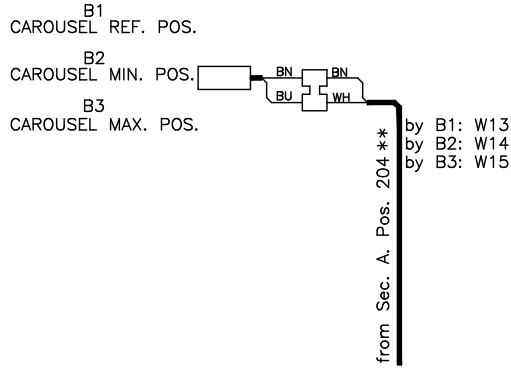 B1
CAROUSEL REF. POS.
B2
CAROUSEL MIN. POS.
BN
BN
BU
WH
B3
CAROUSEL MAX. POS.
by B1: W13
by B2: W14
by B3: W15
from Sec. A. Pos. 204 **